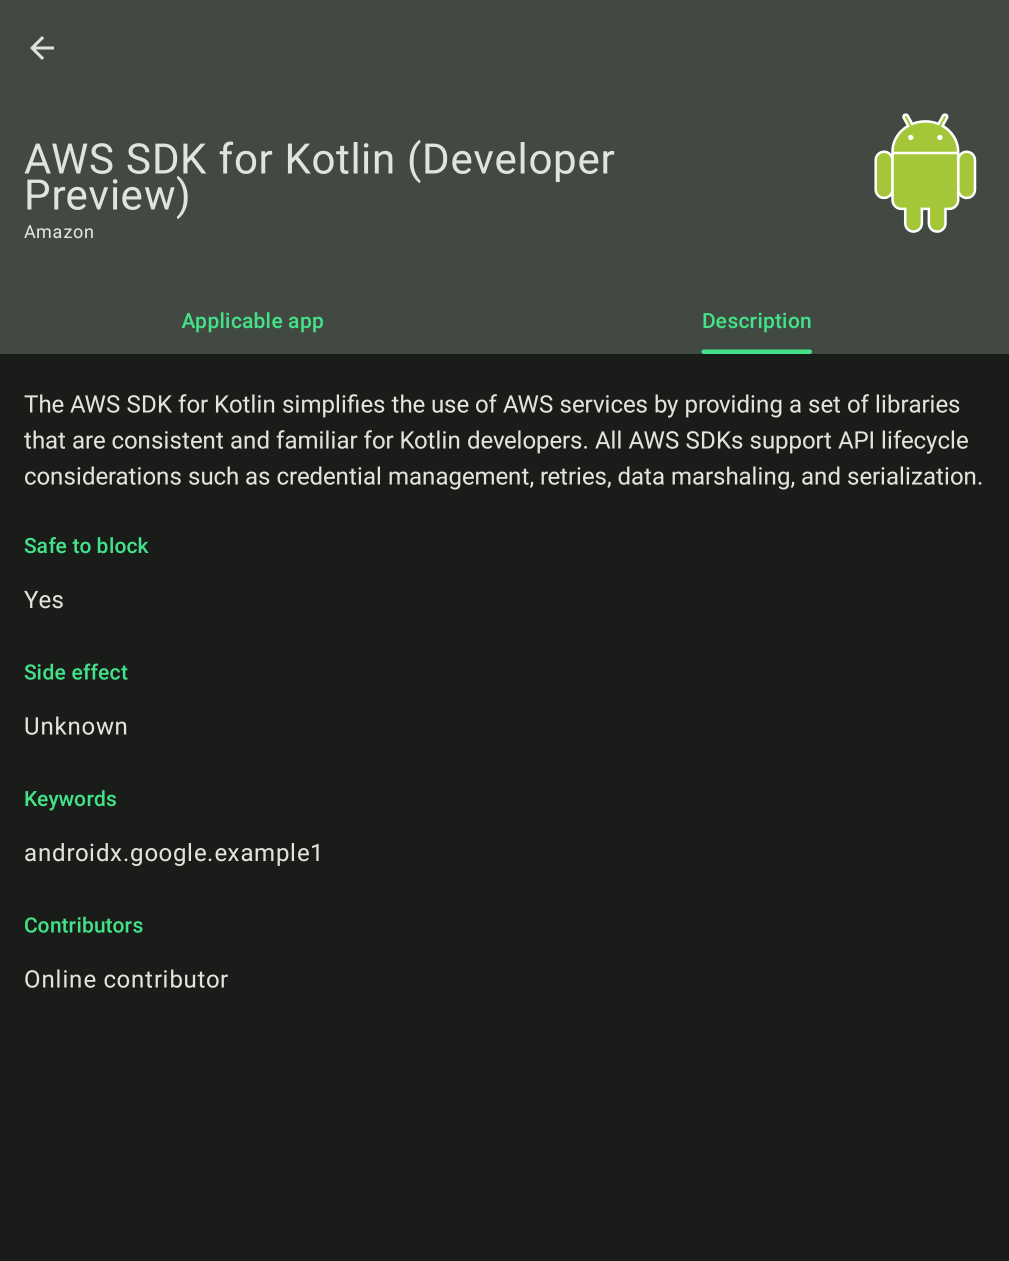 AWS SDK for Kotlin (Developer
Preview)
Amazon
Applicable app
Description
The AWS SDK for Kotlin simplifies the use of AWS services by providing a set of libraries
that are consistent and familiar for Kotlin developers. All AWS SDKs support API lifecycle
considerations such as credential management, retries, data marshaling, and serialization.
Safe to block
Yes
Side effect
Unknown
Keywords
androidx.google.example1
Contributors
Online contributor